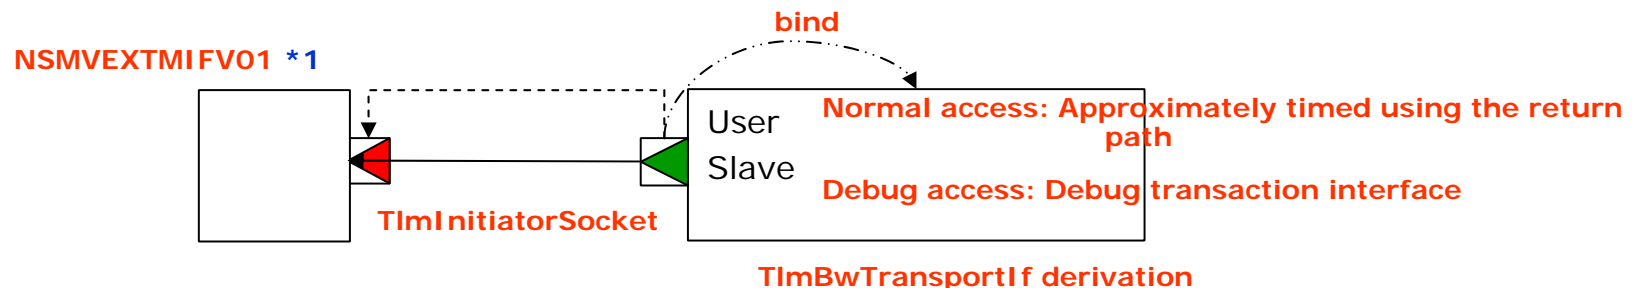 bind
NSMVEXTMIFV01 *1
User
Slave
Normal access: Approximately timed using the return
path
Debug access: Debug transaction interface
TlmInitiatorSocket
TlmBwTransportIf derivation